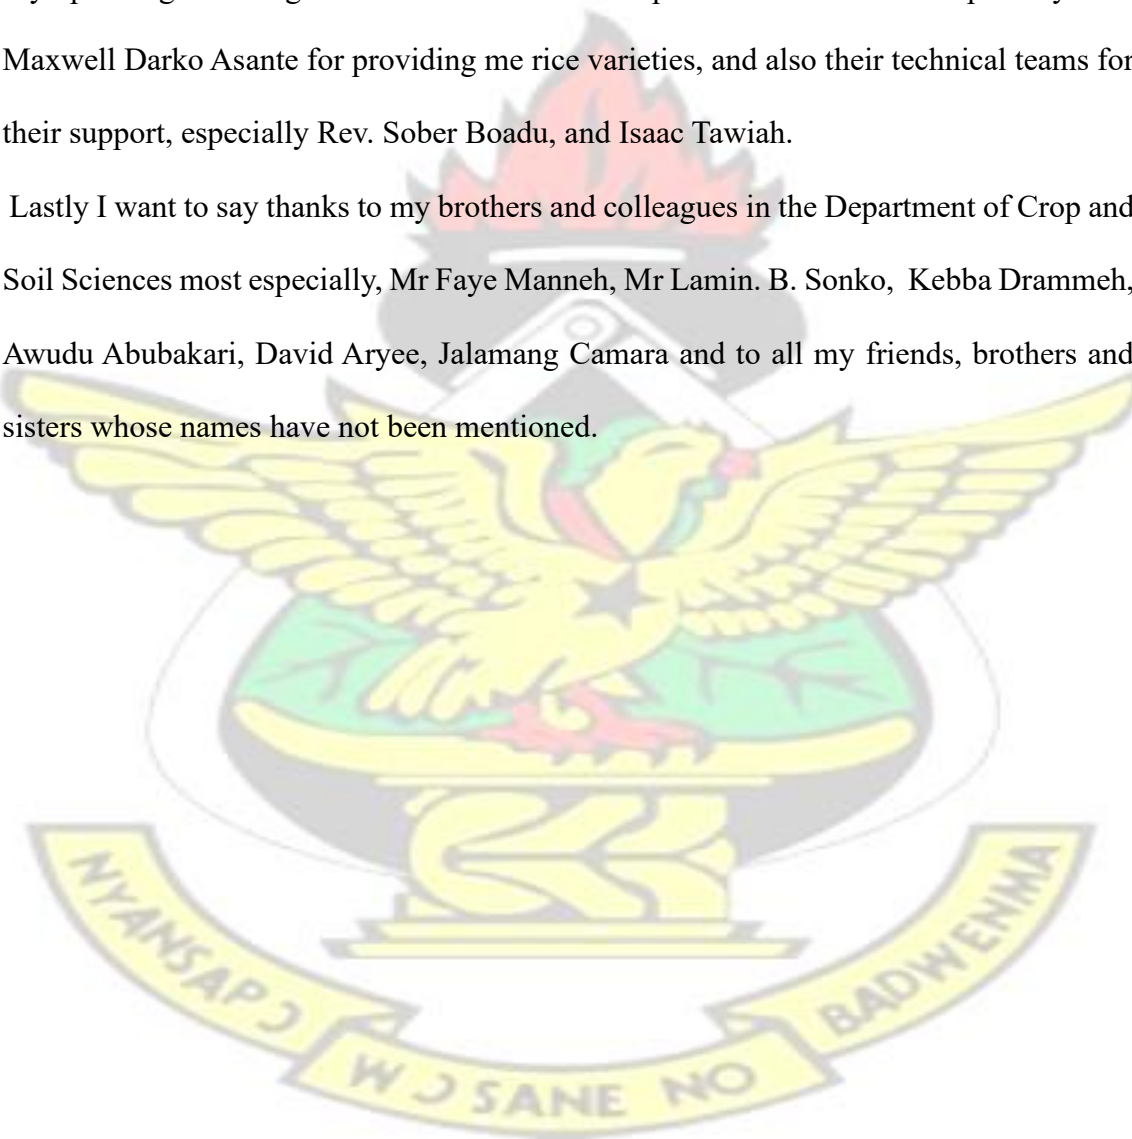 Maxwell Darko Asante for providing me rice varieties, and also their technical teams for
their support, especially Rev. Sober Boadu, and Isaac Tawiah.
Lastly I want to say thanks to my brothers and colleagues in the Department of Crop and
Soil Sciences most especially, Mr Faye Manneh, Mr Lamin. B. Sonko,  Kebba Drammeh,
Awudu Abubakari, David Aryee, Jalamang Camara and to all my friends, brothers and
sisters whose names have not been mentioned.
NYANSAPƆ
WƆSANE NO
BADWENMA